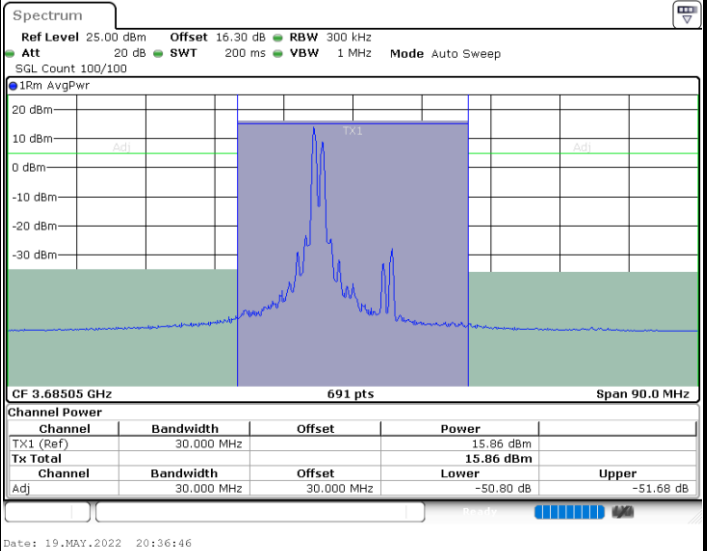 Spectrum
Ref Level 25.00 dBm Offset 16.30 dB RBW 300 kHz
Att 20 dB SWT 200 ms VBW 1 MHz Mode Auto Sweep
SGL Count 100/100
1Rm AvgPwr
20 dBm
TX1
10 dBm
Adj Adj
0 dBm
-10 dBm
-20 dBm
-30 dBm
CF 3.68505 GHz 691 pts Span 90.0 MHz
Channel Power
Channel Bandwidth Offset Power
TX1 (Ref) 30.000 MHz 15.86 dBm
Tx Total 15.86 dBm
Channel Bandwidth Offset Lower Upper
Adj 30.000 MHz 30.000 MHz -50.80 dB -51.68 dB
Ready
Date: 19.MAY.2022 20:36:46